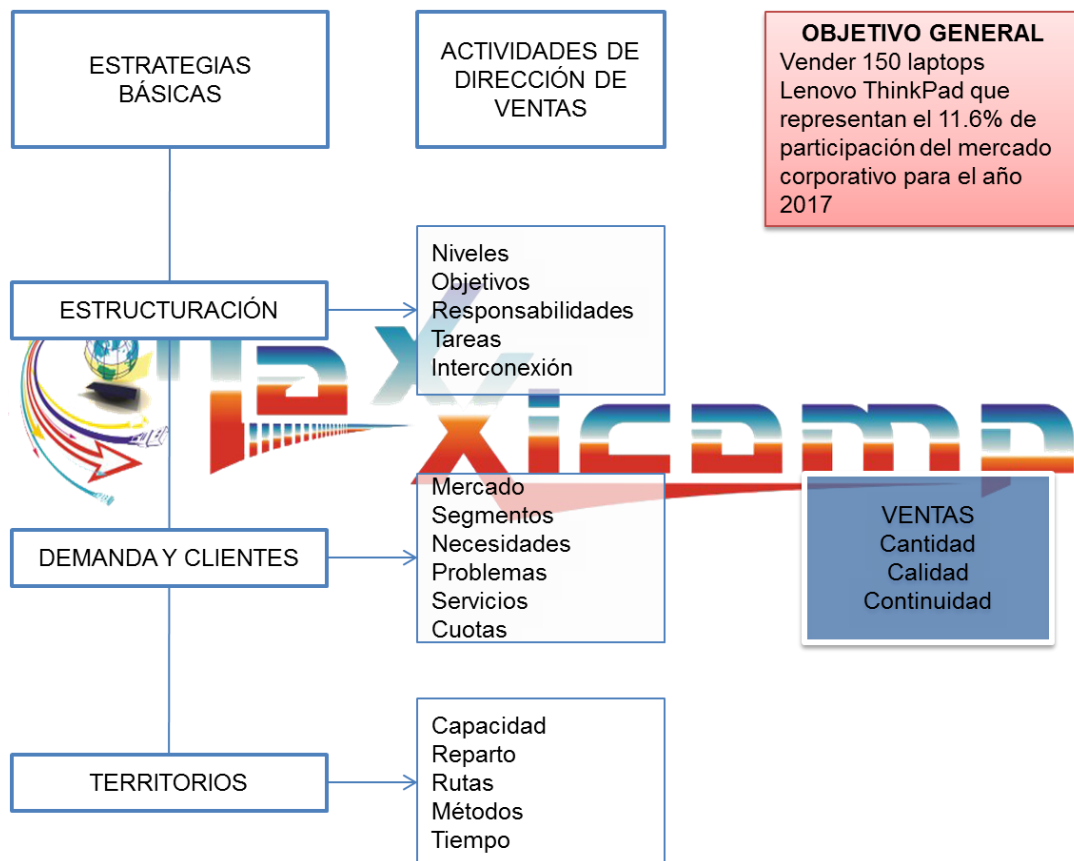 ESTRATEGIAS
BÁSICAS
ACTIVIDADES DE
DIRECCIÓN DE
VENTAS
OBJETIVO GENERAL
Vender 150 laptops
Lenovo ThinkPad que
representan el 11.6% de
participación del mercado
corporativo para el año
2017
ESTRUCTURACIÓN
Niveles
Objetivos
Responsabilidades
Tareas
Interconexión
DEMANDA Y CLIENTES
Mercado
Segmentos
Necesidades
Problemas
Servicios
Cuotas
VENTAS
Cantidad
Calidad
Continuidad
TERRITORIOS
Capacidad
Reparto
Rutas
Métodos
Tiempo